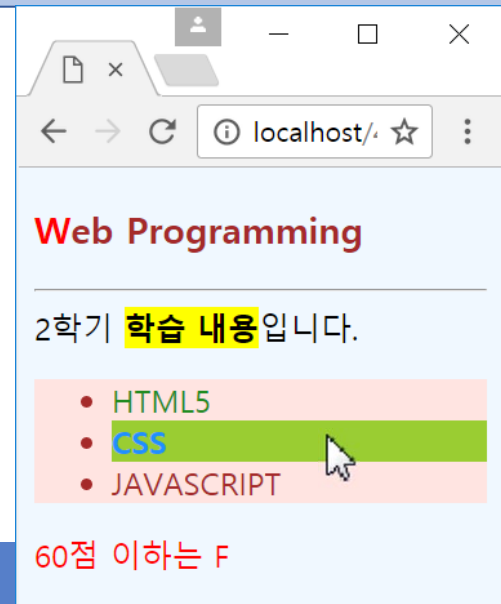 localhost/4
Web Programming
2학기 학습 내용입니다.
• HTML5
• CSS
• JAVASCRIPT
60점 이하는 F